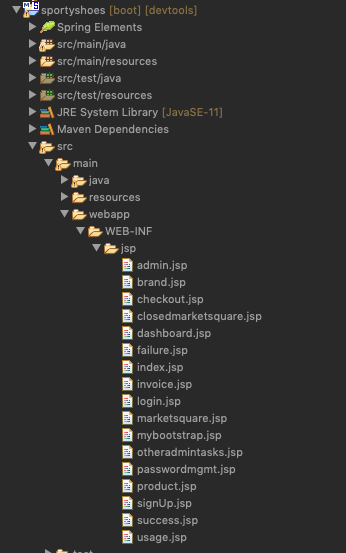 sportyshoes [boot] [devtools]
Spring Elements
src/main/java
src/main/resources
src/test/java
src/test/resources
JRE System Library [JavaSE-11]
Maven Dependencies
src
main
java
resources
webapp
WEB-INF
jsp
admin.jsp
brand.jsp
checkout.jsp
closedmarketsquare.jsp
dashboard.jsp
failure.jsp
index.jsp
invoice.jsp
login.jsp
marketsquare.jsp
mybootstrap.jsp
otheradmintasks.jsp
passwordmgmt.jsp
product.jsp
signUp.jsp
success.jsp
usage.jsp